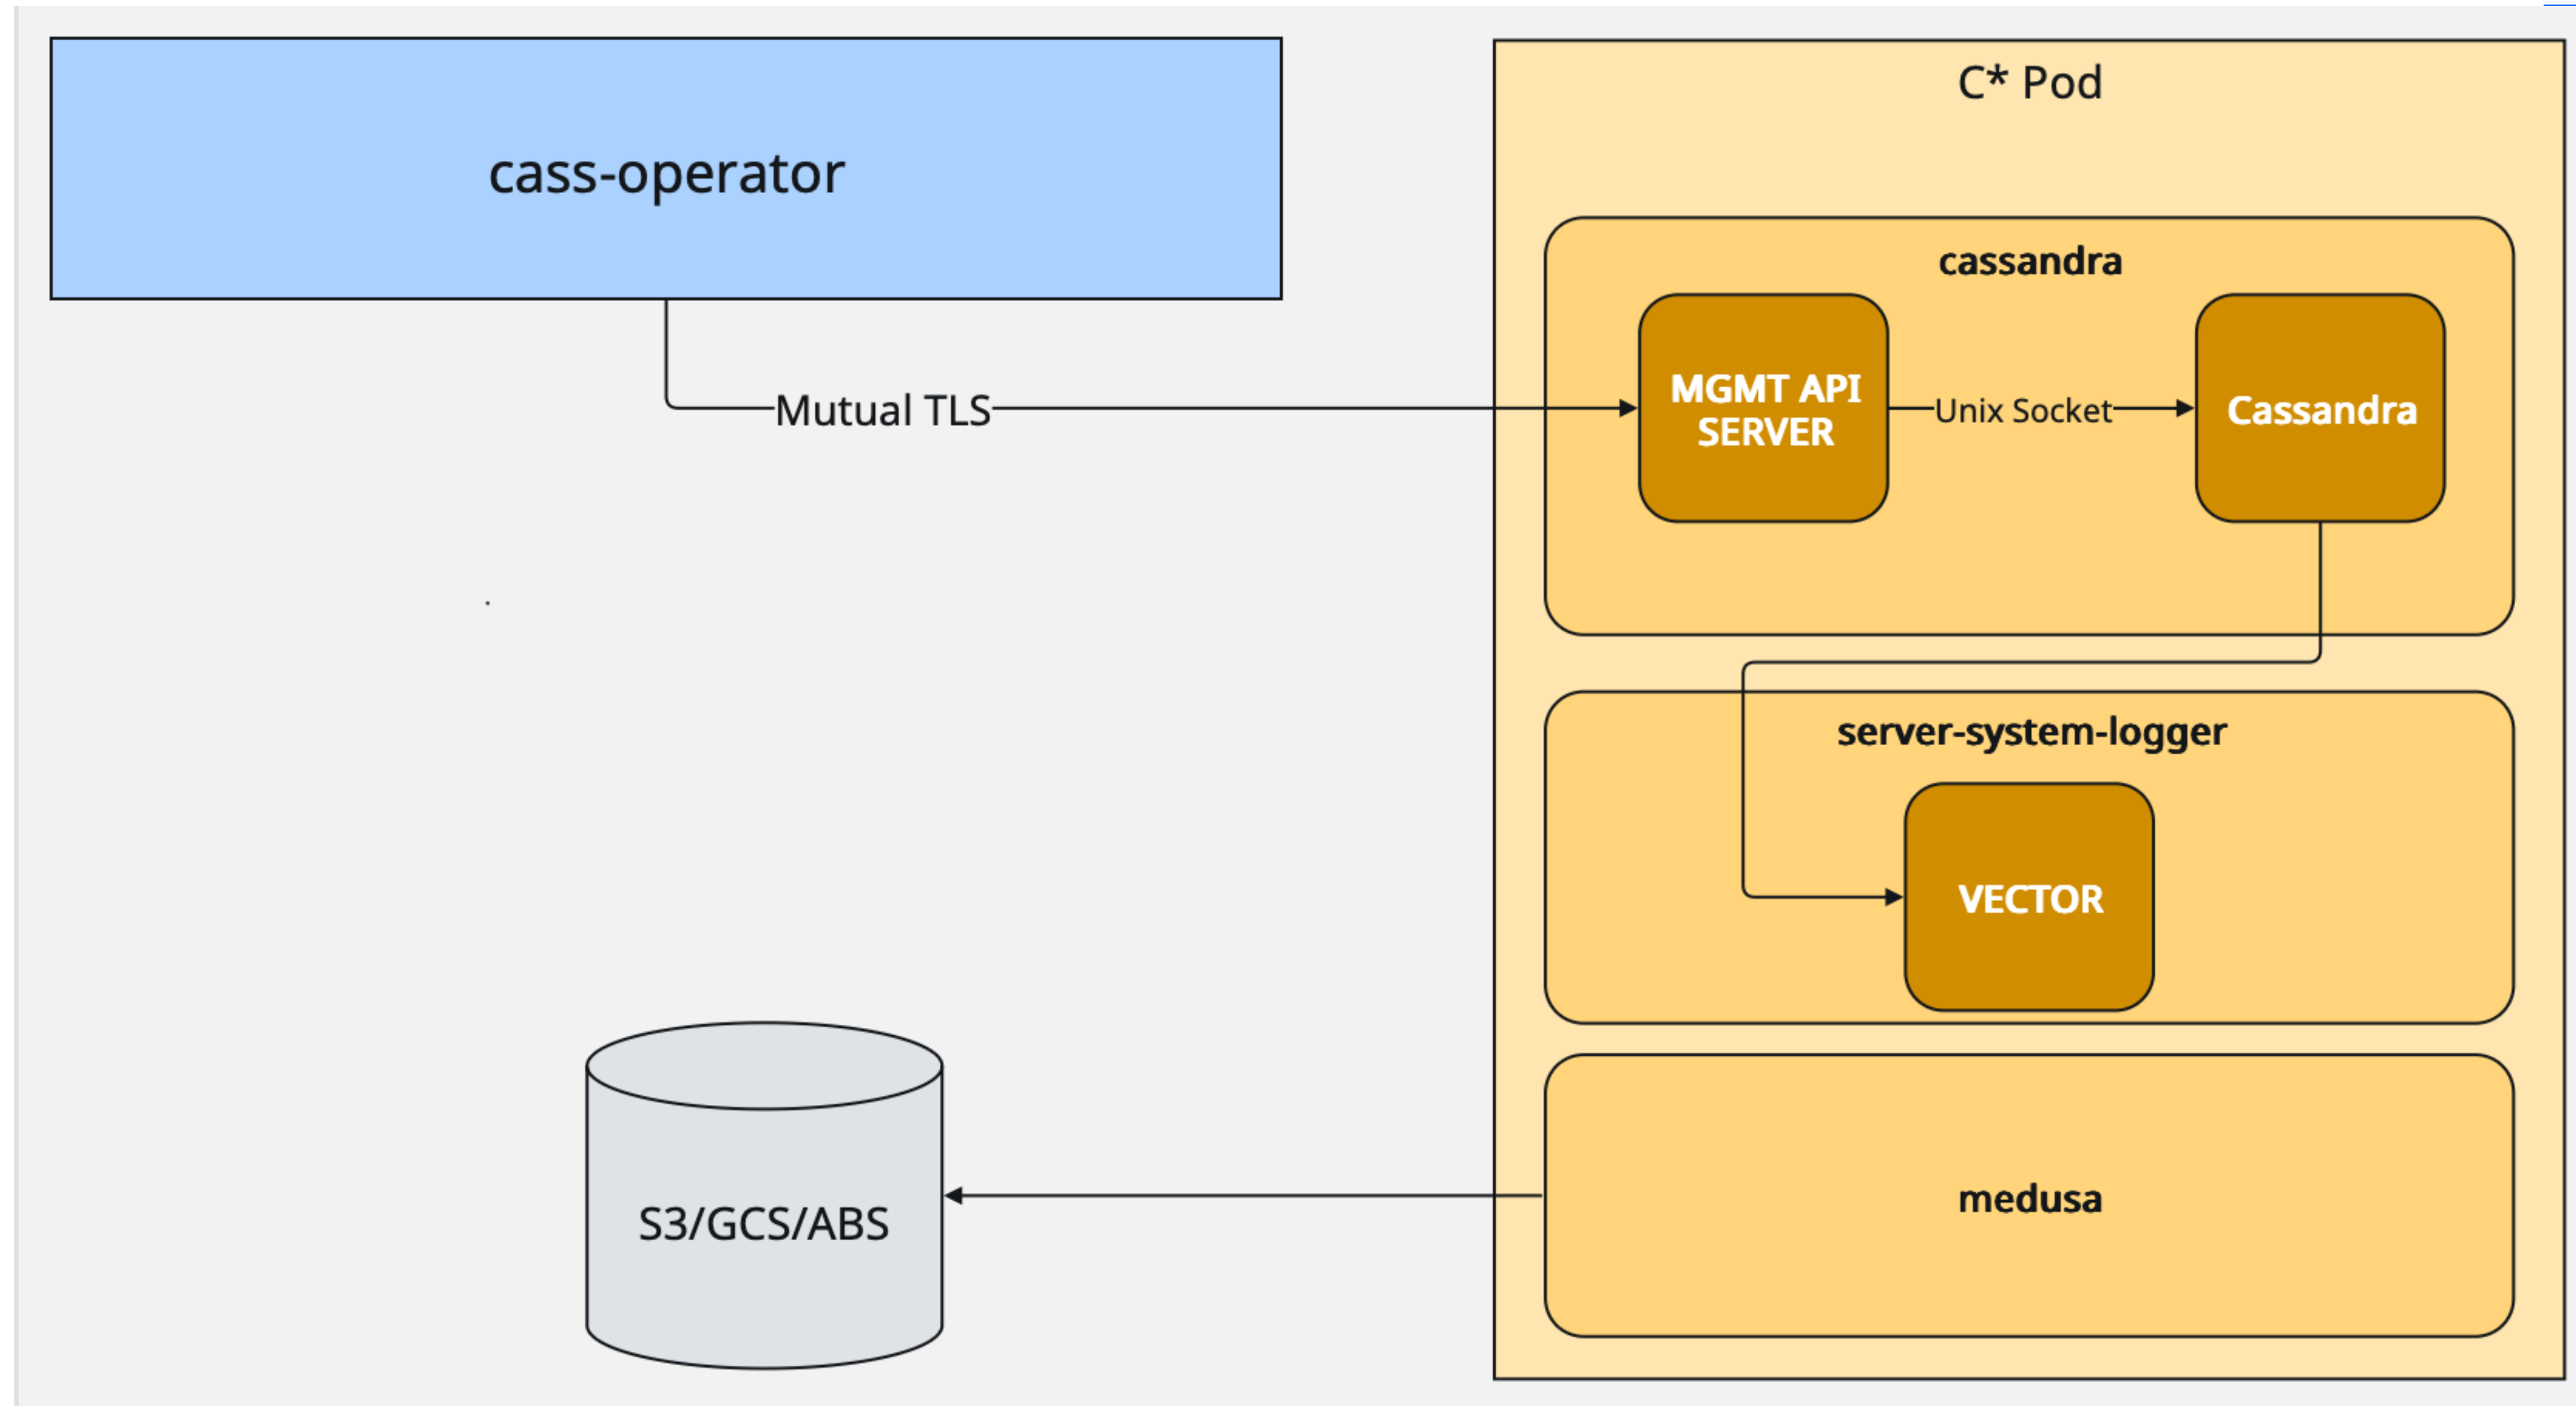 C* Pod
cass-operator
cassandra
Mutual TLS
MGMT API
SERVER
Unix Socket
Cassandra
server-system-logger
VECTOR
S3/GCS/ABS
medusa